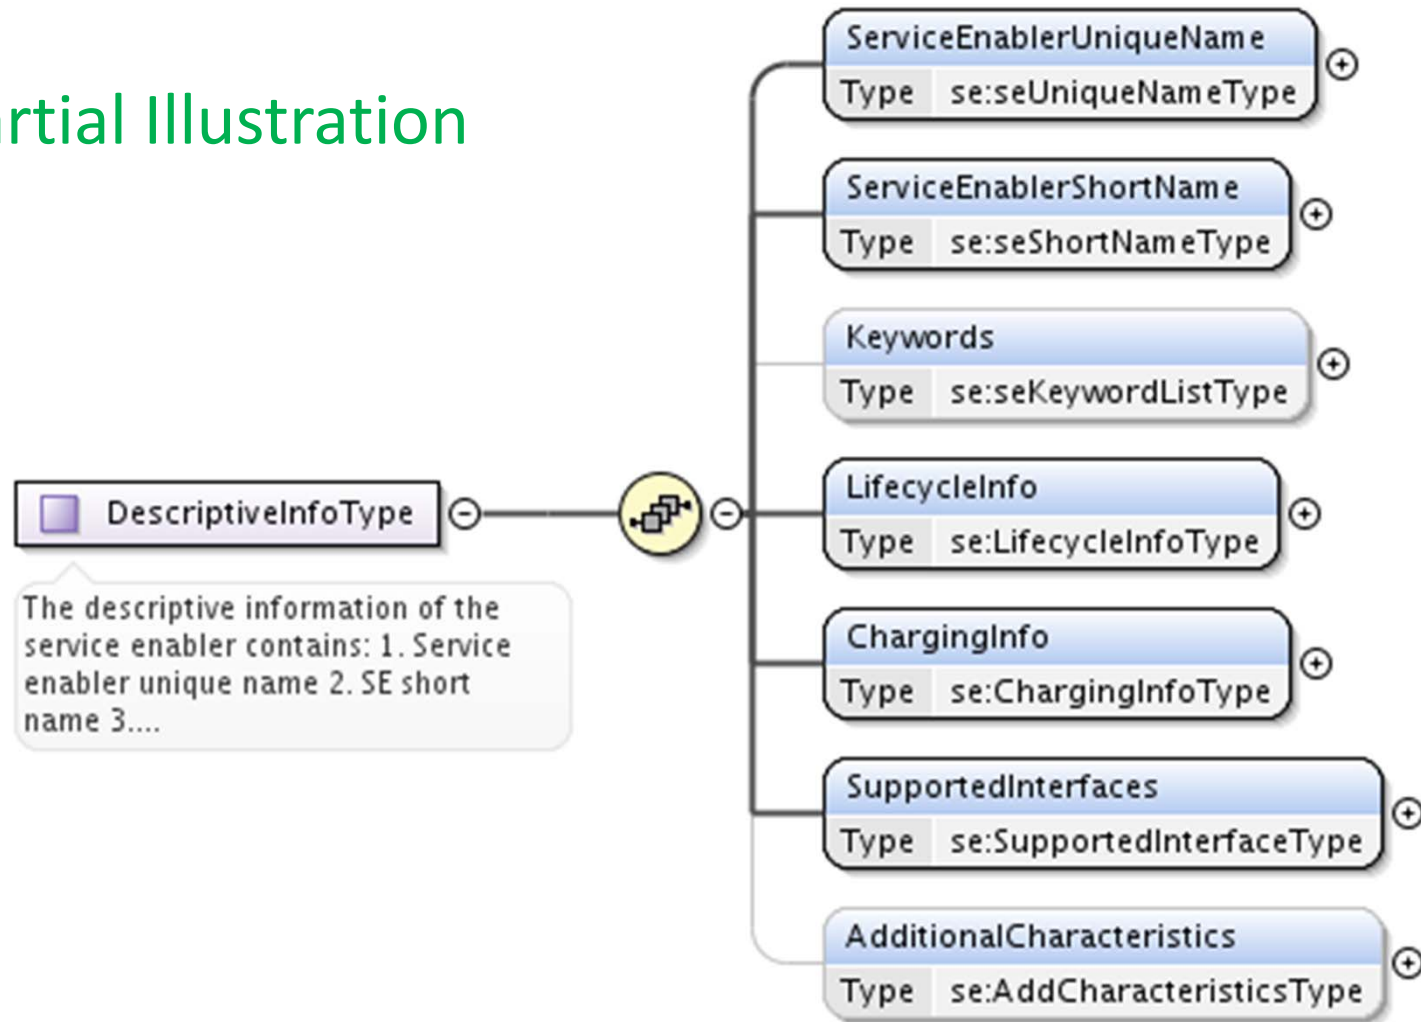 artial Illustration
ServiceEnablerUniqueName
Type se:seUniqueNameType
ServiceEnablerShortName
Type se:seShortNameType
Keywords
Type se:seKeywordListType
DescriptiveInfoType
The descriptive information of the
service enabler contains: 1. Service
enabler unique name 2. SE short
name 3....
LifecycleInfo
Type se:LifecycleInfoType
ChargingInfo
Type se:ChargingInfoType
SupportedInterfaces
Type se:SupportedInterfaceType
AdditionalCharacteristics
Type se:AddCharacteristicsType